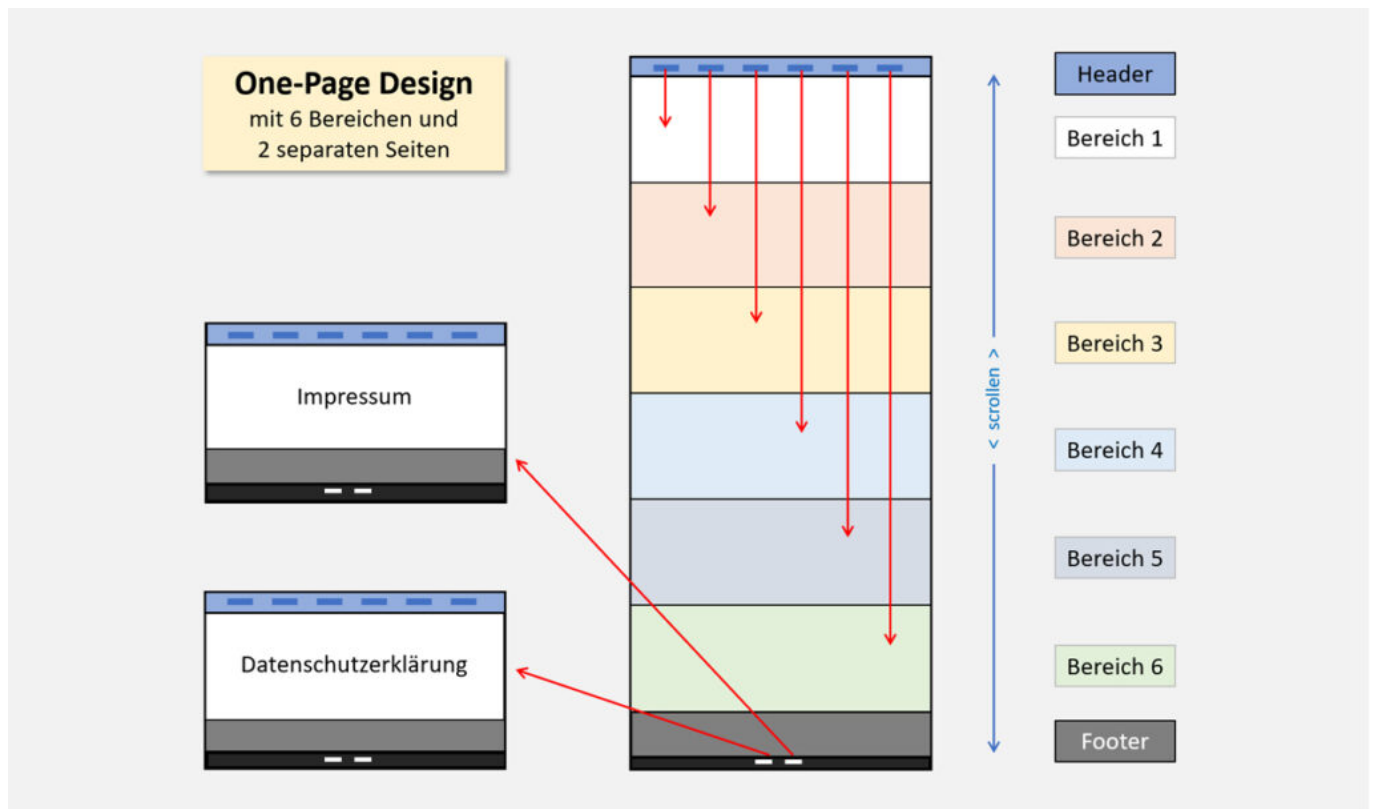 One-Page Design
mit 6 Bereichen und
2 separaten Seiten
Impressum
Datenschutzerklärung
< scrollen >
Header
Bereich 1
Bereich 2
Bereich 3
Bereich 4
Bereich 5
Bereich 6
Footer